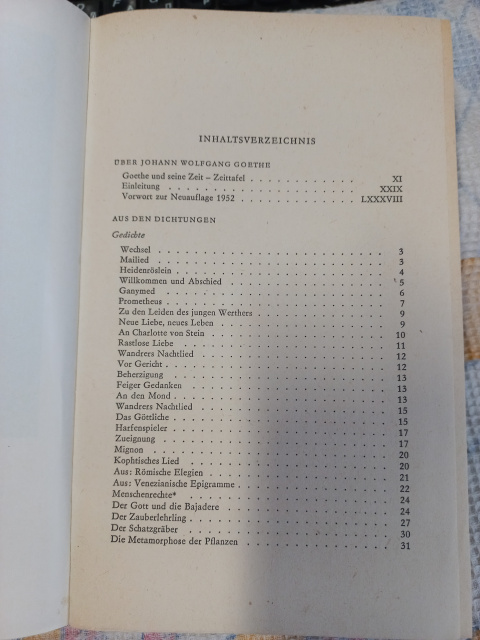 INHALTSVERZEICHNIS
ÜBER JOHANN WOLFGANG GOETHE
Goethe und seine Zeit – Zeittafel . . . . . . . . . . . . XI
Einleitung . . . . . . . . . . . . . . . . . . . . . XXIX
Vorwort zur Neuauflage 1952 . . . . . . . . . . . . . LXXXVIII
AUS DEN DICHTUNGEN
Gedichte
Wechsel . . . . . . . . . . . . . . . . . . . . . . 3
Mailied . . . . . . . . . . . . . . . . . . . . . . 3
Heidenröslein . . . . . . . . . . . . . . . . . . . . 4
Willkommen und Abschied . . . . . . . . . . . . . . . 5
Ganymed . . . . . . . . . . . . . . . . . . . . . . 6
Prometheus . . . . . . . . . . . . . . . . . . . . . 7
Zu den Leiden des jungen Werthers . . . . . . . . . . . 9
Neue Liebe, neues Leben . . . . . . . . . . . . . . . 9
An Charlotte von Stein . . . . . . . . . . . . . . . . 10
Rastlose Liebe . . . . . . . . . . . . . . . . . . . 11
Wandrers Nachtlied . . . . . . . . . . . . . . . . . 12
Vor Gericht . . . . . . . . . . . . . . . . . . . . . 12
Beherzigung . . . . . . . . . . . . . . . . . . . . . 13
Feiger Gedanken . . . . . . . . . . . . . . . . . . . 13
An den Mond . . . . . . . . . . . . . . . . . . . . . 13
Wandrers Nachtlied . . . . . . . . . . . . . . . . . 15
Das Göttliche . . . . . . . . . . . . . . . . . . . . 15
Harfenspieler . . . . . . . . . . . . . . . . . . . . 17
Zueignung . . . . . . . . . . . . . . . . . . . . . . 17
Mignon . . . . . . . . . . . . . . . . . . . . . . . 20
Kophtisches Lied . . . . . . . . . . . . . . . . . . . 20
Aus: Römische Elegien . . . . . . . . . . . . . . . . 21
Aus: Venezianische Epigramme . . . . . . . . . . . . . 22
Menschenrechte* . . . . . . . . . . . . . . . . . . . 24
Der Gott und die Bajadere . . . . . . . . . . . . . . 24
Der Zauberlehrling . . . . . . . . . . . . . . . . . . 27
Der Schatzgräber . . . . . . . . . . . . . . . . . . . 30
Die Metamorphose der Pflanzen . . . . . . . . . . . . . 31